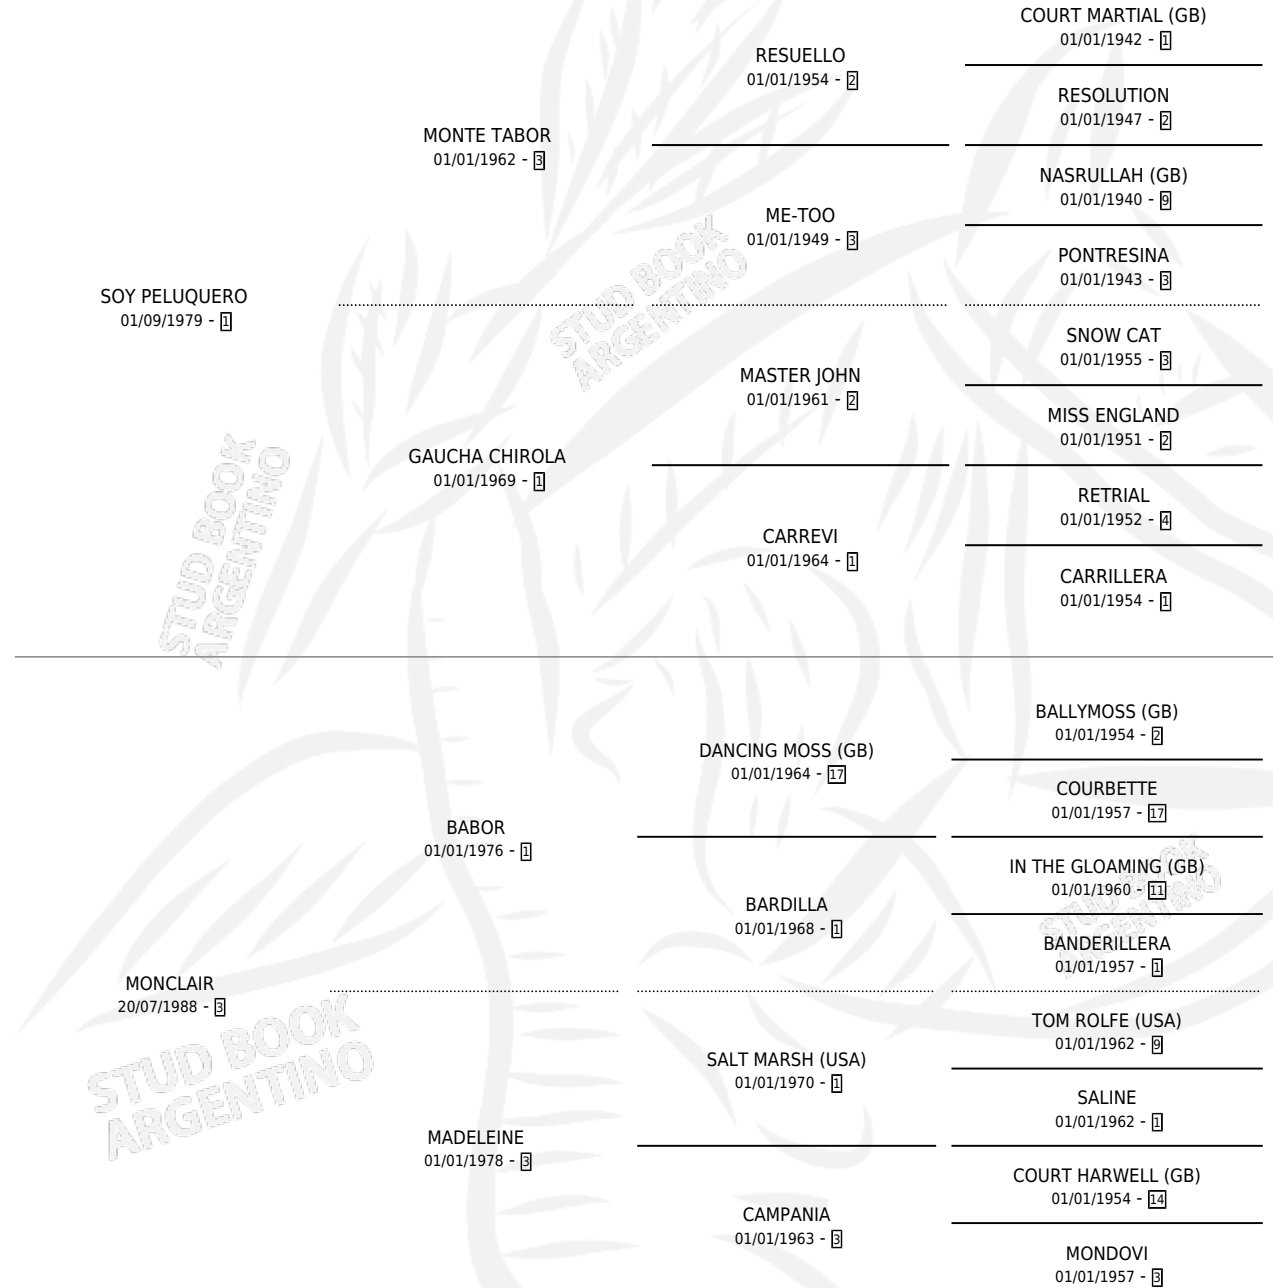 COURT MARTIAL (GB)
01/01/1942 - 1
RESUELLO
01/01/1954 - 2
RESOLUTION
01/01/1947 - 2
MONTE TABOR
01/01/1962 - 3
NASRULLAH (GB)
01/01/1940 - 9
ME-TOO
01/01/1949 - 3
PONTRESINA
01/01/1943 - 3
SOY PELUQUERO
01/09/1979 - 1
STUD BOOK
ARGENTINO
SNOW CAT
01/01/1955 - 3
MASTER JOHN
01/01/1961 - 2
MISS ENGLAND
01/01/1951 - 2
GAUCHA CHIROLA
01/01/1969 - 1
RETRIAL
01/01/1952 - 4
CARREVI
01/01/1964 - 1
CARRILLERA
01/01/1954 - 1
STUD BOOK
ARGENTINO
BALLYMOSS (GB)
01/01/1954 - 2
DANCING MOSS (GB)
01/01/1964 - 17
COURBETTE
01/01/1957 - 17
BABOR
01/01/1976 - 1
IN THE GLOAMING (GB)
01/01/1960 - 11
BARDILLA
01/01/1968 - 1
STUD BOOK
ARGENTINO
BANDERILLERA
01/01/1957 - 1
MONCLAIR
20/07/1988 - 3
TOM ROLFE (USA)
01/01/1962 - 9
SALT MARSH (USA)
01/01/1970 - 1
SALINE
01/01/1962 - 1
STUD BOOK
ARGENTINO
MADELEINE
01/01/1978 - 3
COURT HARWELL (GB)
01/01/1954 - 14
CAMPANIA
01/01/1963 - 3
MONDOVI
01/01/1957 - 3